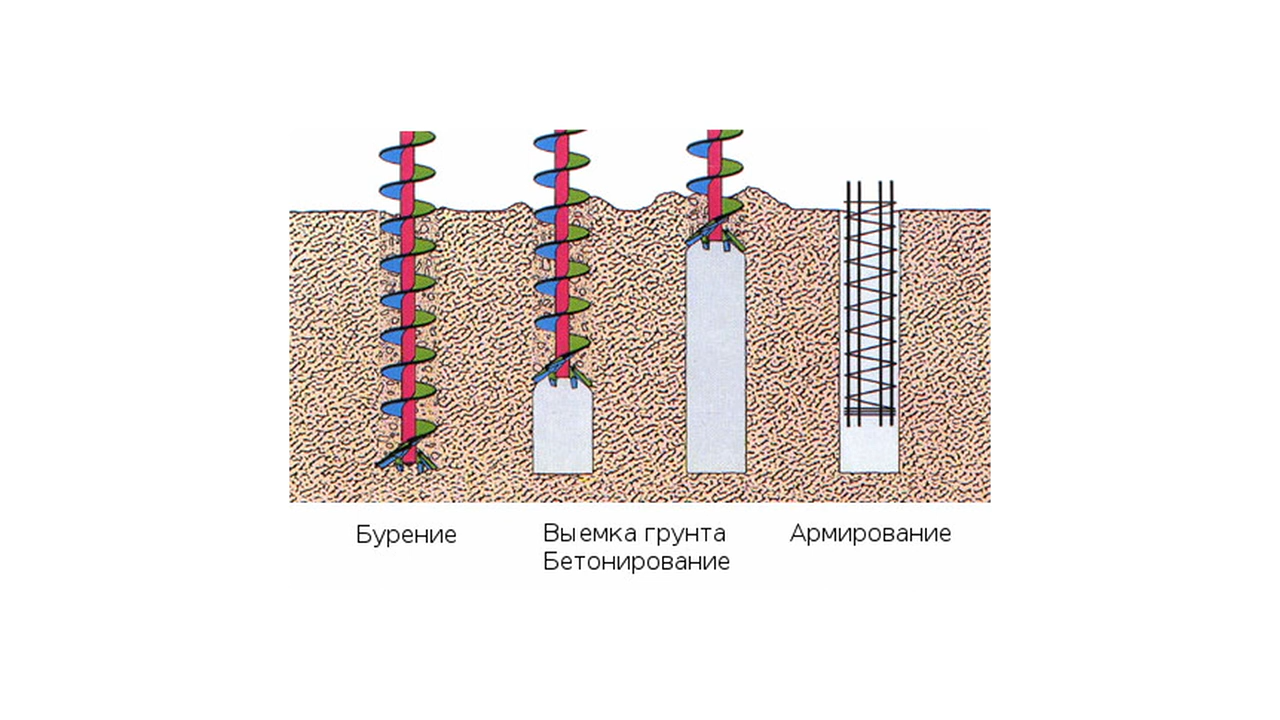 Бурение
Выемка грунта
Бетонирование
Армирование